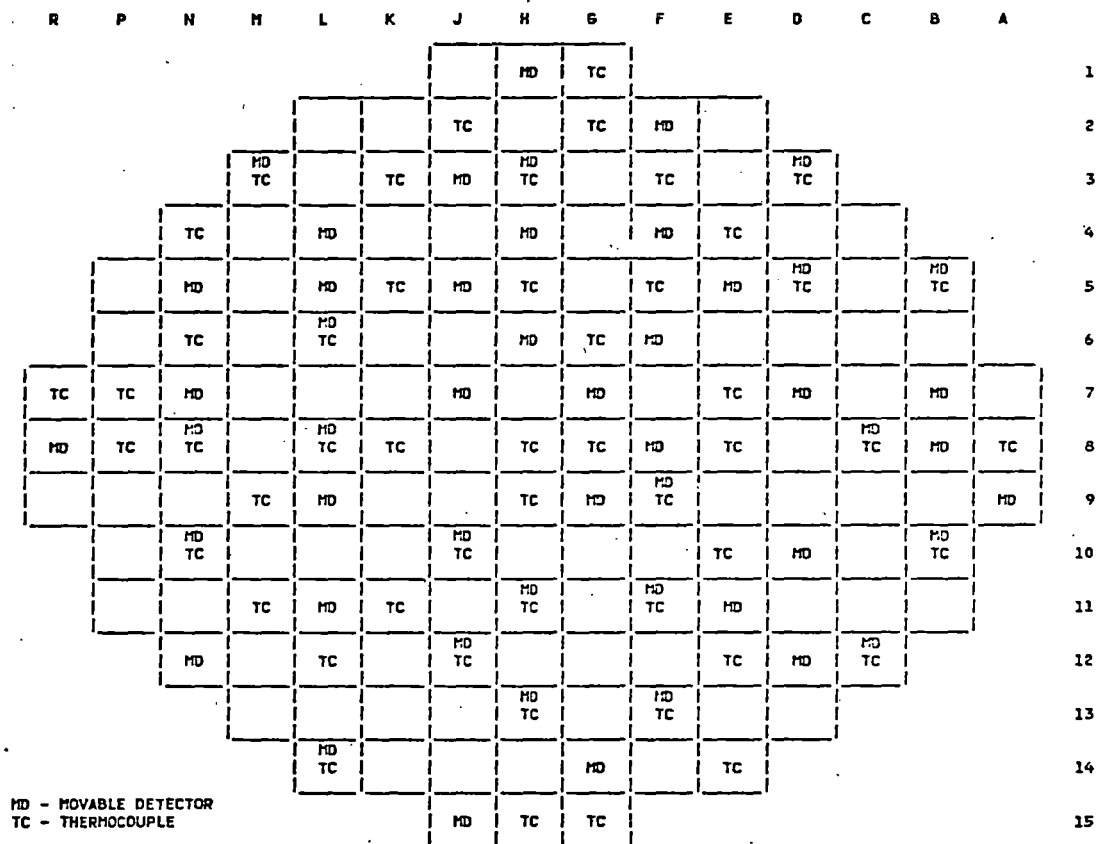 R P N M L K J H G F E D C B A
MD TC 1
TC TC MD 2
MD MD MD
TC TC MD TC TC TC 3
TC MD MD MD TC 4
MD MD
MD MD TC MD TC TC MD TC TC 5
MD
TC TC MD TC MD 6
TC TC MD MD MD TC MD MD 7
MD MD MD
MD TC TC TC TC TC TC MD TC TC MD TC 8
MD
TC MD TC MD TC MD 9
MD MD MD
TC TC TC MD TC 10
MD MD
TC MD TC TC TC MD 11
MD MD
MD TC TC TC MD TC 12
MD MD
TC TC 13
MD
TC MD TC 14
MD - MOVABLE DETECTOR
TC - THERMOCOUPLE
MD TC TC 15